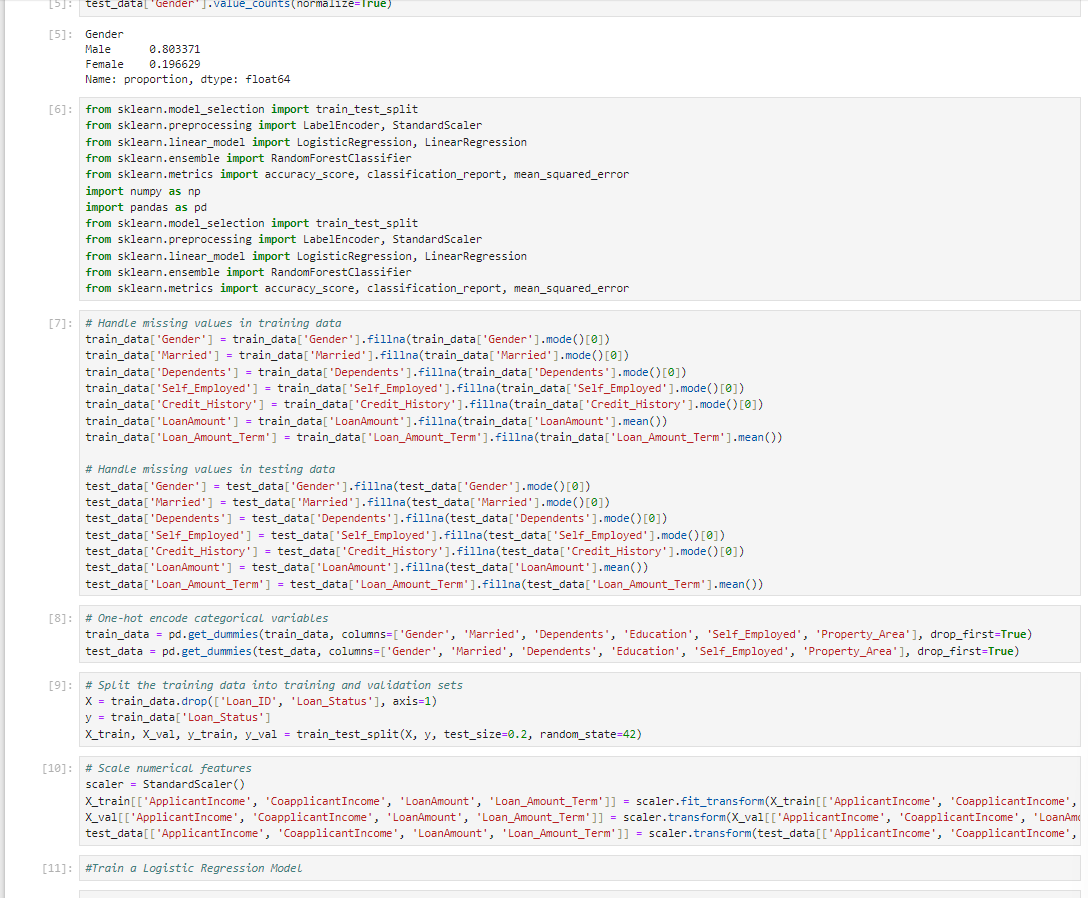 [5]: test_data['Gender'].value_counts(normalize=True)
[5]: Gender
Male      0.803371
Female    0.196629
Name: proportion, dtype: float64
[6]: from sklearn.model_selection import train_test_split
from sklearn.preprocessing import LabelEncoder, StandardScaler
from sklearn.linear_model import LogisticRegression, LinearRegression
from sklearn.ensemble import RandomForestClassifier
from sklearn.metrics import accuracy_score, classification_report, mean_squared_error
import numpy as np
import pandas as pd
from sklearn.model_selection import train_test_split
from sklearn.preprocessing import LabelEncoder, StandardScaler
from sklearn.linear_model import LogisticRegression, LinearRegression
from sklearn.ensemble import RandomForestClassifier
from sklearn.metrics import accuracy_score, classification_report, mean_squared_error
[7]: # Handle missing values in training data
train_data['Gender'] = train_data['Gender'].fillna(train_data['Gender'].mode()[0])
train_data['Married'] = train_data['Married'].fillna(train_data['Married'].mode()[0])
train_data['Dependents'] = train_data['Dependents'].fillna(train_data['Dependents'].mode()[0])
train_data['Self_Employed'] = train_data['Self_Employed'].fillna(train_data['Self_Employed'].mode()[0])
train_data['Credit_History'] = train_data['Credit_History'].fillna(train_data['Credit_History'].mode()[0])
train_data['LoanAmount'] = train_data['LoanAmount'].fillna(train_data['LoanAmount'].mean())
train_data['Loan_Amount_Term'] = train_data['Loan_Amount_Term'].fillna(train_data['Loan_Amount_Term'].mean())
# Handle missing values in testing data
test_data['Gender'] = test_data['Gender'].fillna(test_data['Gender'].mode()[0])
test_data['Married'] = test_data['Married'].fillna(test_data['Married'].mode()[0])
test_data['Dependents'] = test_data['Dependents'].fillna(test_data['Dependents'].mode()[0])
test_data['Self_Employed'] = test_data['Self_Employed'].fillna(test_data['Self_Employed'].mode()[0])
test_data['Credit_History'] = test_data['Credit_History'].fillna(test_data['Credit_History'].mode()[0])
test_data['LoanAmount'] = test_data['LoanAmount'].fillna(test_data['LoanAmount'].mean())
test_data['Loan_Amount_Term'] = test_data['Loan_Amount_Term'].fillna(test_data['Loan_Amount_Term'].mean())
[8]: # One-hot encode categorical variables
train_data = pd.get_dummies(train_data, columns=['Gender', 'Married', 'Dependents', 'Education', 'Self_Employed', 'Property_Area'], drop_first=True)
test_data = pd.get_dummies(test_data, columns=['Gender', 'Married', 'Dependents', 'Education', 'Self_Employed', 'Property_Area'], drop_first=True)
[9]: # Split the training data into training and validation sets
X = train_data.drop(['Loan_ID', 'Loan_Status'], axis=1)
y = train_data['Loan_Status']
X_train, X_val, y_train, y_val = train_test_split(X, y, test_size=0.2, random_state=42)
[10]: # Scale numerical features
scaler = StandardScaler()
X_train[['ApplicantIncome', 'CoapplicantIncome', 'LoanAmount', 'Loan_Amount_Term']] = scaler.fit_transform(X_train[['ApplicantIncome', 'CoapplicantIncome',
X_val[['ApplicantIncome', 'CoapplicantIncome', 'LoanAmount', 'Loan_Amount_Term']] = scaler.transform(X_val[['ApplicantIncome', 'CoapplicantIncome', 'LoanAm
test_data[['ApplicantIncome', 'CoapplicantIncome', 'LoanAmount', 'Loan_Amount_Term']] = scaler.transform(test_data[['ApplicantIncome', 'CoapplicantIncome',
[11]: #Train a Logistic Regression Model